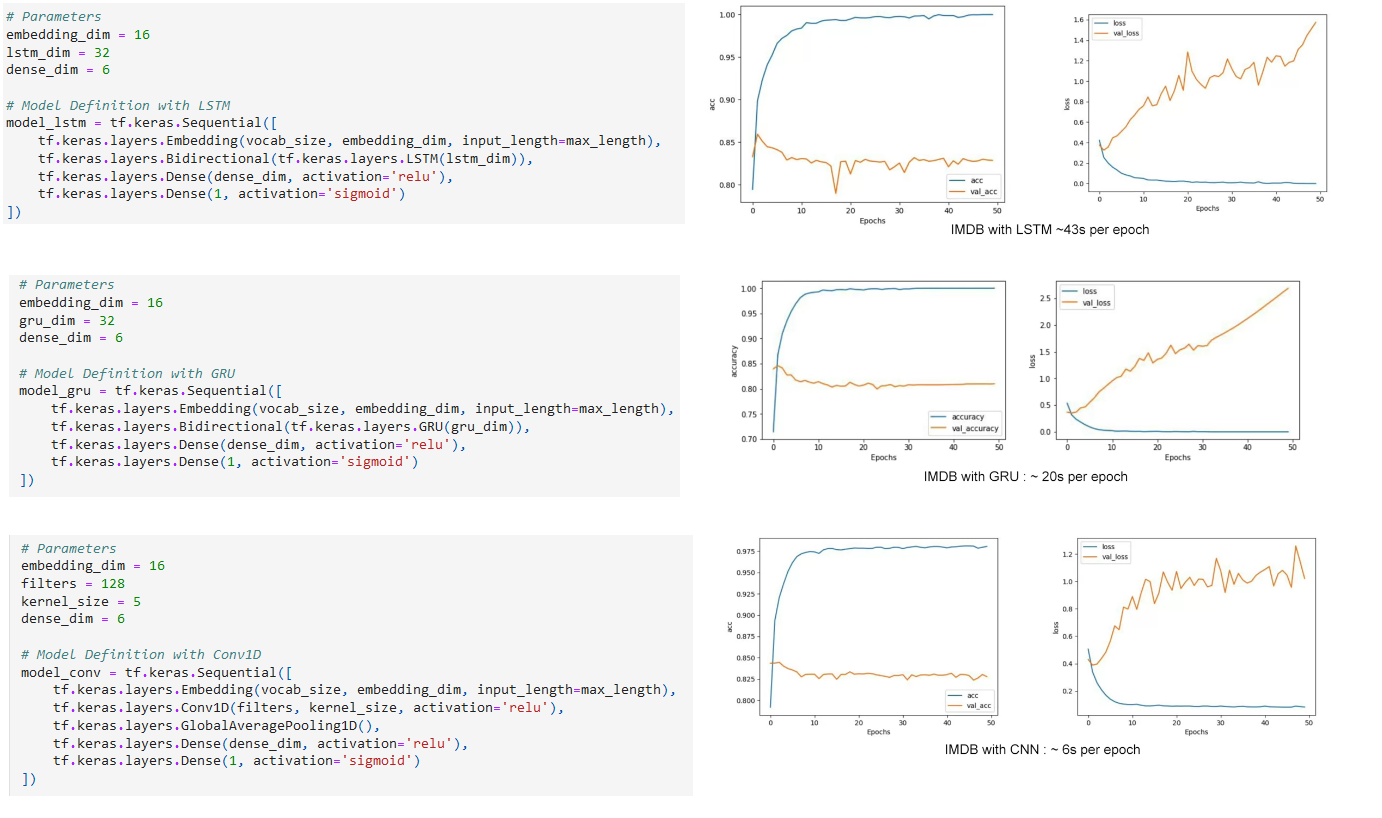 # Parameters
embedding_dim = 16
lstm_dim = 32
dense_dim = 6
# Model Definition with LSTM
model_lstm = tf.keras.Sequential([
    tf.keras.layers.Embedding(vocab_size, embedding_dim, input_length=max_length),
    tf.keras.layers.Bidirectional(tf.keras.layers.LSTM(lstm_dim)),
    tf.keras.layers.Dense(dense_dim, activation='relu'),
    tf.keras.layers.Dense(1, activation='sigmoid')
])
1.00
0.95
0.90
0.85
0.80
acc
acc
val_acc
0 10 20 30 40 50
Epochs
1.6
1.4
1.2
1.0
0.8
0.6
0.4
0.2
0.0
loss
loss
val_loss
0 10 20 30 40 50
Epochs
IMDB with LSTM ~43s per epoch
# Parameters
embedding_dim = 16
gru_dim = 32
dense_dim = 6
# Model Definition with GRU
model_gru = tf.keras.Sequential([
    tf.keras.layers.Embedding(vocab_size, embedding_dim, input_length=max_length),
    tf.keras.layers.Bidirectional(tf.keras.layers.GRU(gru_dim)),
    tf.keras.layers.Dense(dense_dim, activation='relu'),
    tf.keras.layers.Dense(1, activation='sigmoid')
])
1.00
0.95
0.90
0.85
0.80
0.75
0.70
accuracy
accuracy
val_accuracy
0 10 20 30 40 50
Epochs
2.5
2.0
1.5
1.0
0.5
0.0
loss
loss
val_loss
0 10 20 30 40 50
Epochs
IMDB with GRU : ~ 20s per epoch
# Parameters
embedding_dim = 16
filters = 128
kernel_size = 5
dense_dim = 6
# Model Definition with Conv1D
model_conv = tf.keras.Sequential([
    tf.keras.layers.Embedding(vocab_size, embedding_dim, input_length=max_length),
    tf.keras.layers.Conv1D(filters, kernel_size, activation='relu'),
    tf.keras.layers.GlobalAveragePooling1D(),
    tf.keras.layers.Dense(dense_dim, activation='relu'),
    tf.keras.layers.Dense(1, activation='sigmoid')
])
0.975
0.950
0.925
0.900
0.875
0.850
0.825
0.800
acc
acc
val_acc
0 10 20 30 40 50
Epochs
1.2
1.0
0.8
0.6
0.4
0.2
loss
loss
val_loss
0 10 20 30 40 50
Epochs
IMDB with CNN : ~ 6s per epoch